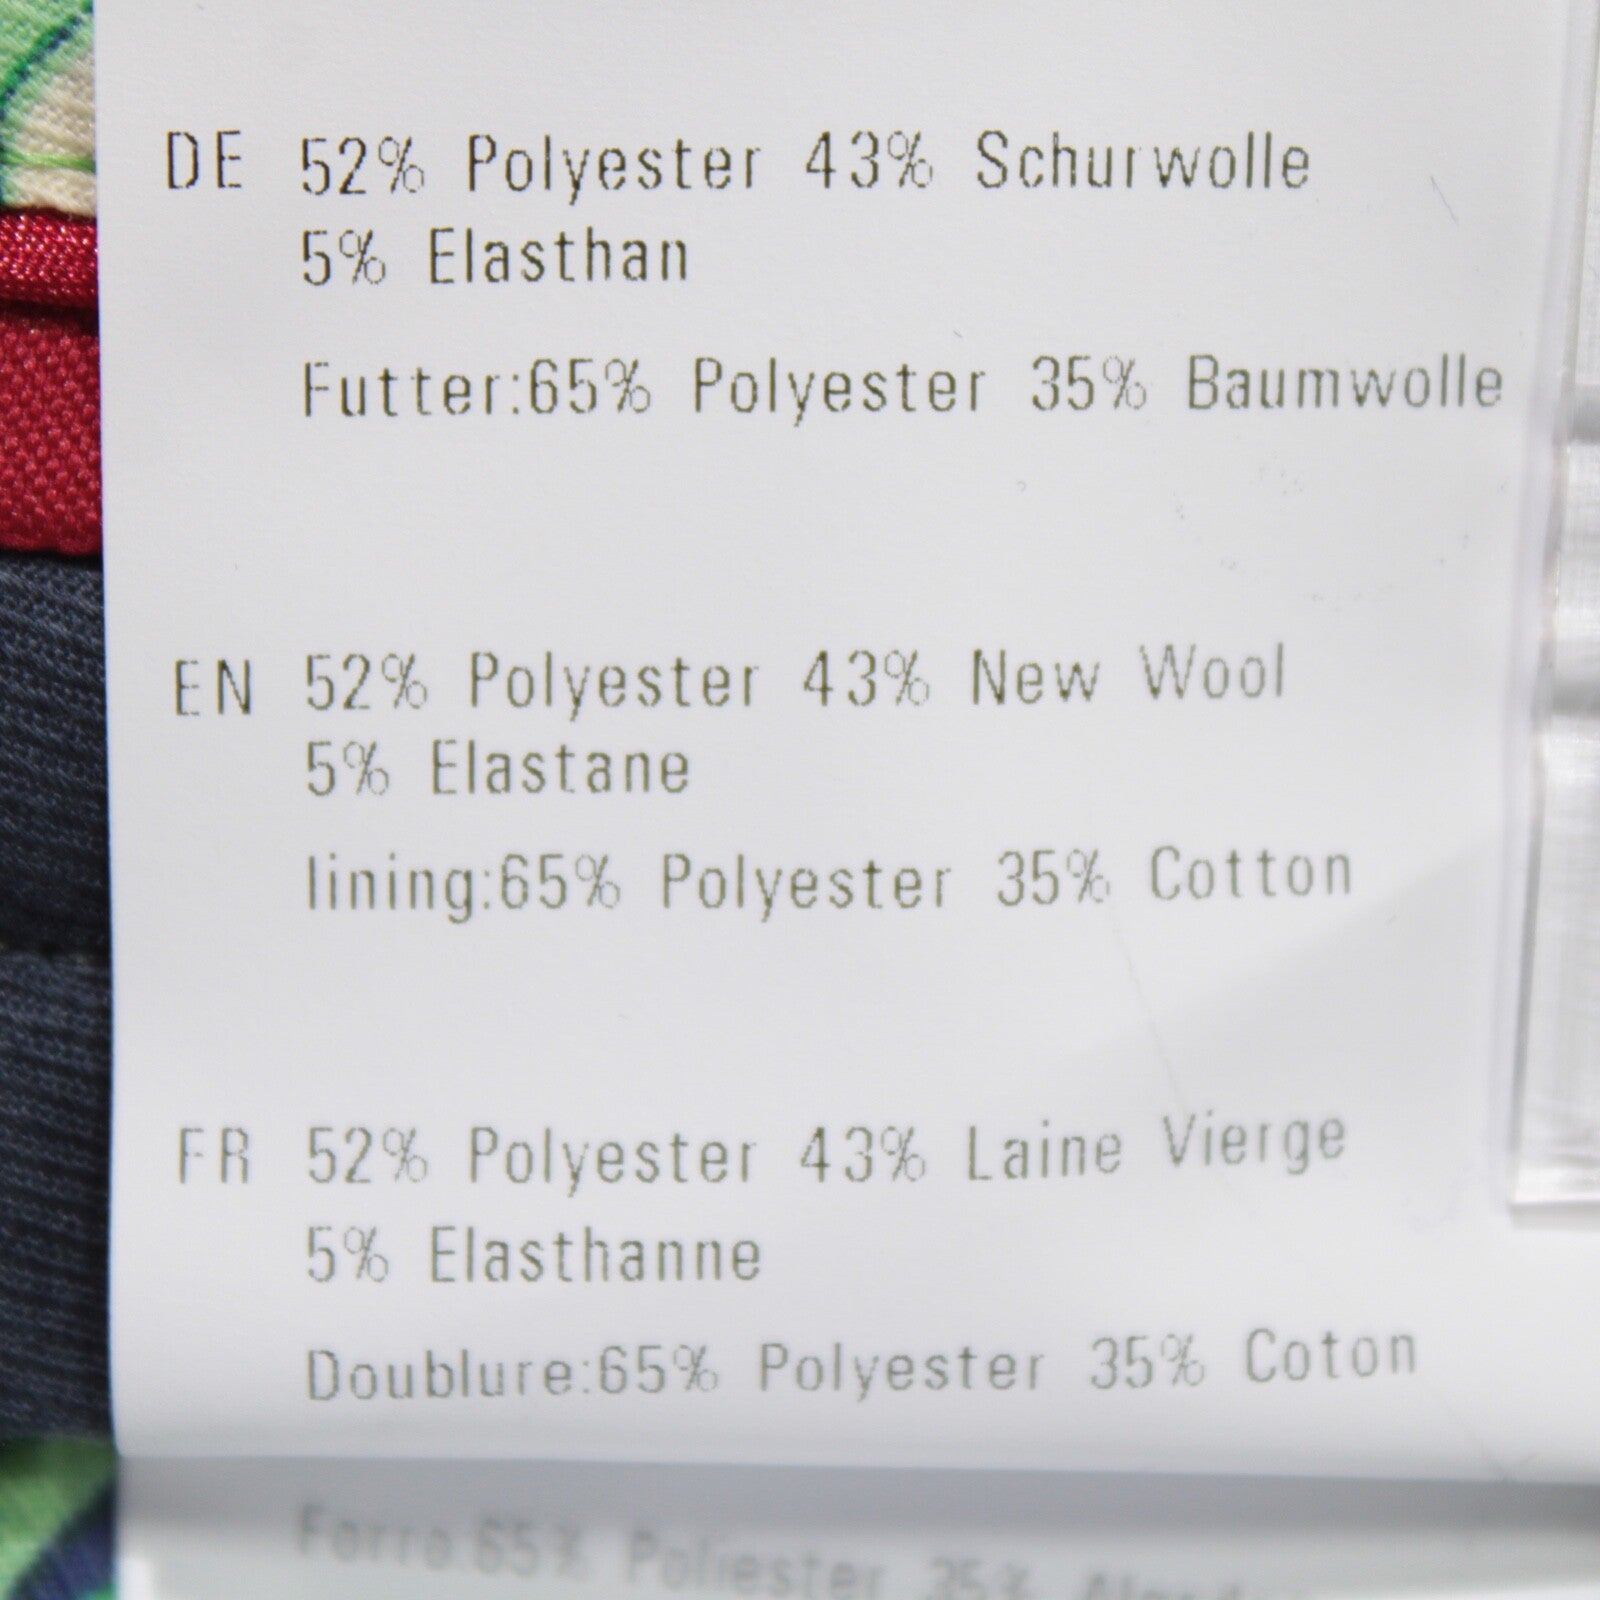 DE 52% Polyester 43% Schurwolle
5% Elasthan
Futter:65% Polyester 35% Baumwolle
EN 52% Polyester 43% New Wool
5% Elastane
lining:65% Polyester 35% Cotton
FR 52% Polyester 43% Laine Vierge
5% Elasthanne
Doublure:65% Polyester 35% Coton
Forro:65% Poliester 35%